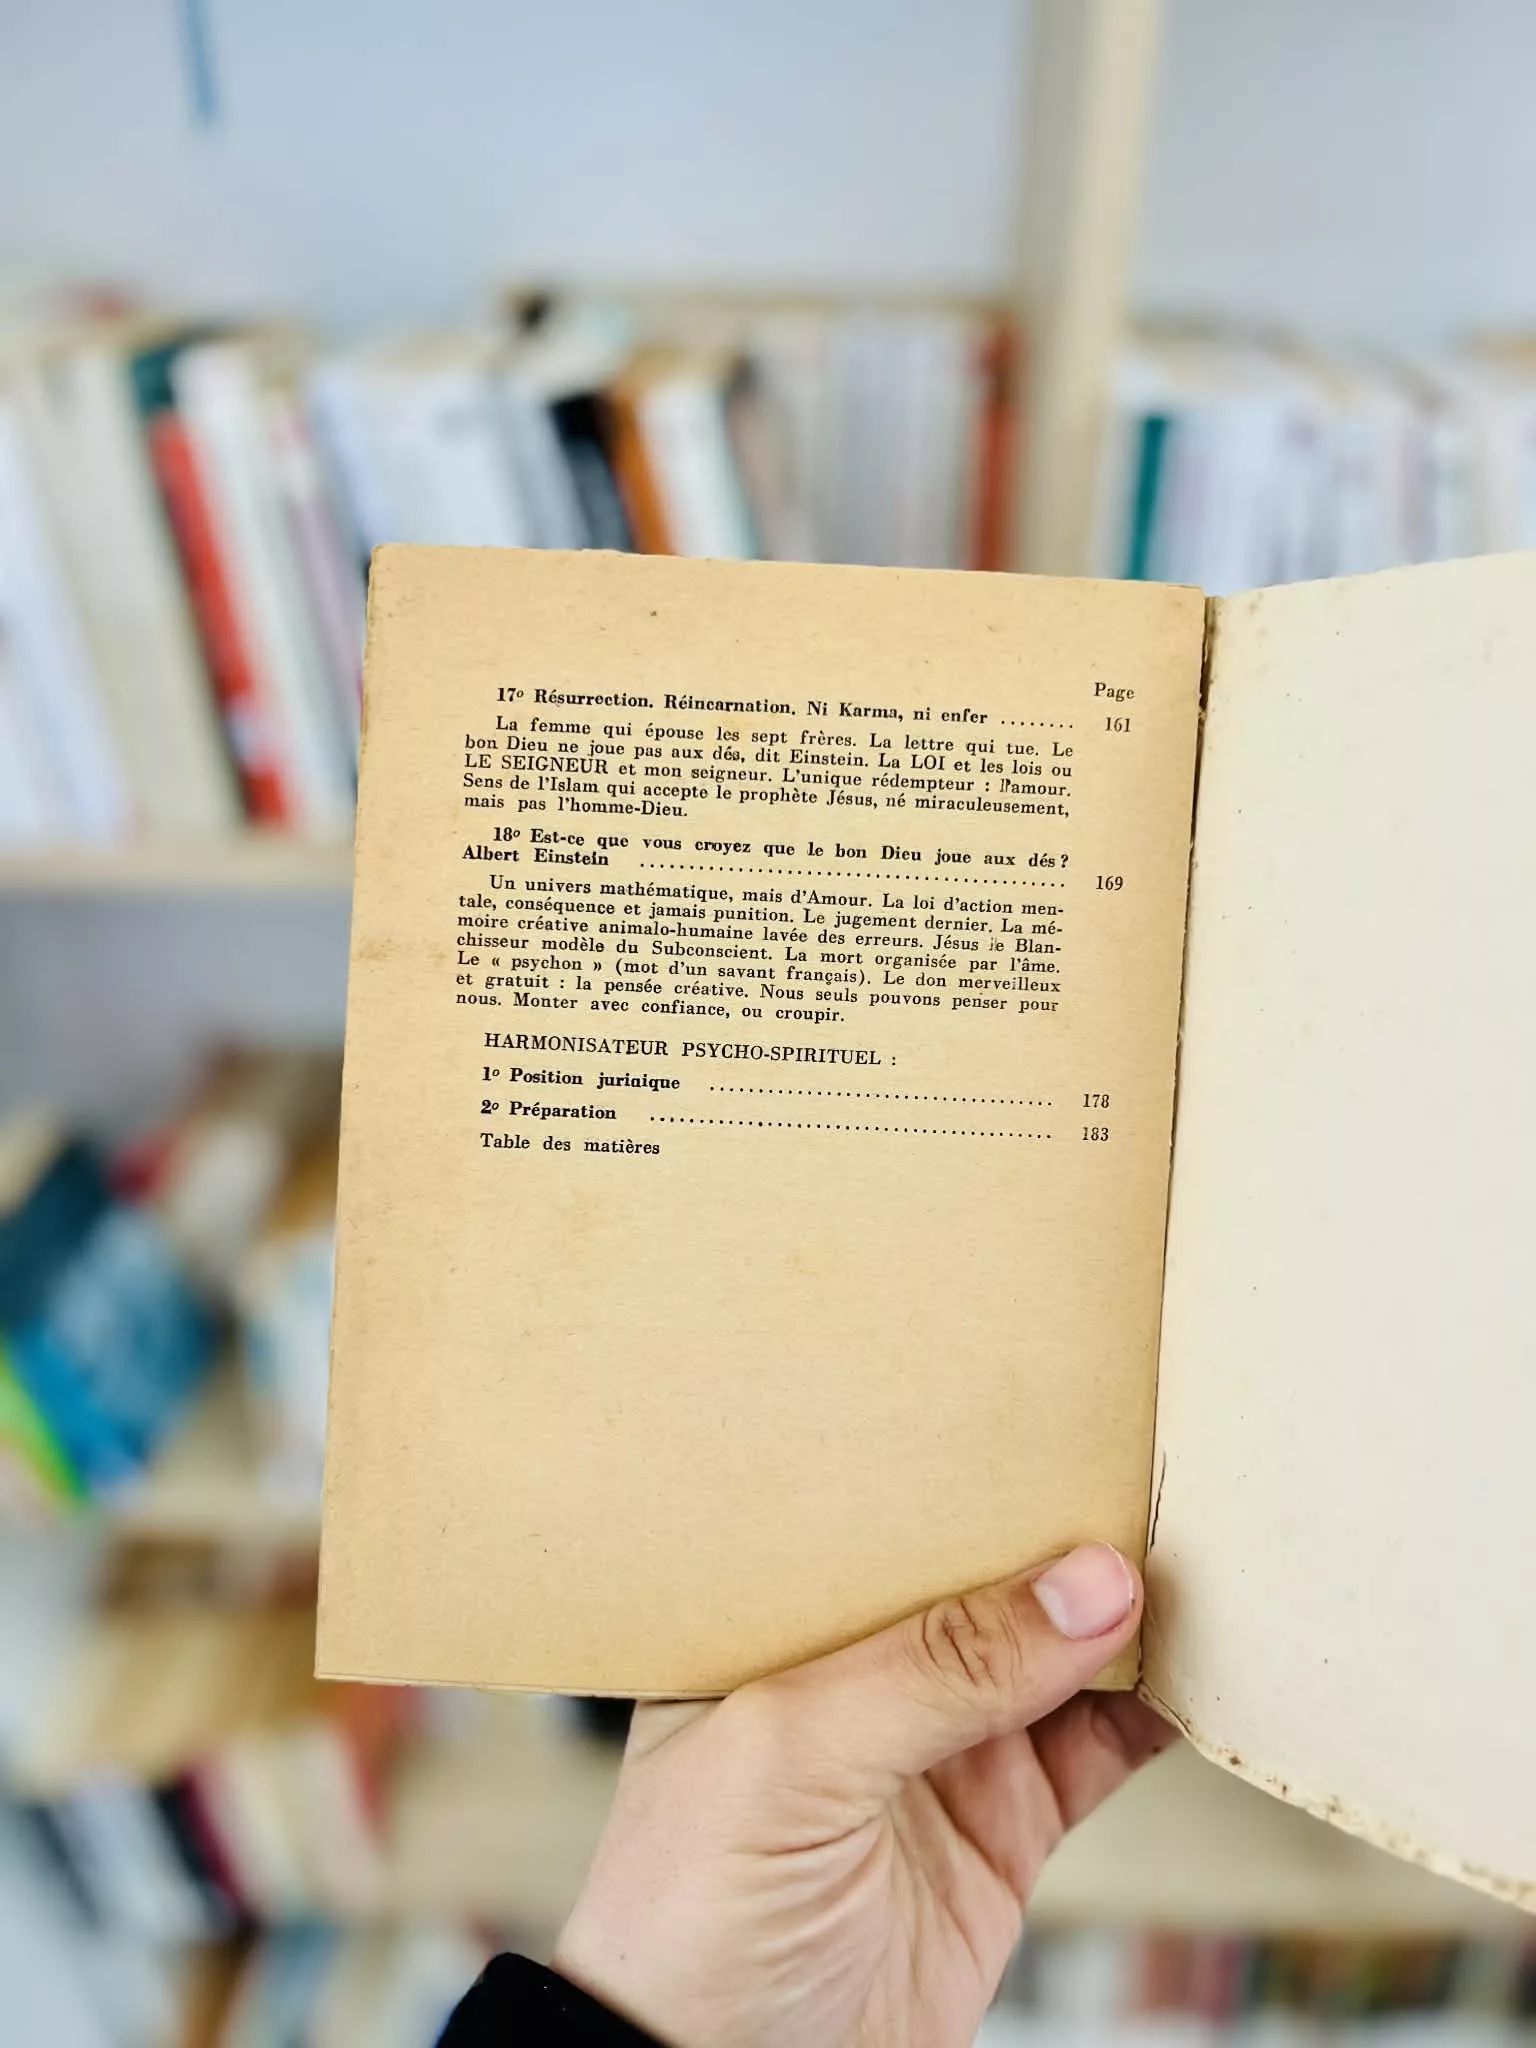 Page
17º Résurrection. Réincarnation. Ni Karma, ni enfer ........ 161
La femme qui épouse les sept frères. La lettre qui tue. Le
bon Dieu ne joue pas aux dés, dit Einstein. La LOI et les lois ou
LE SEIGNEUR et mon seigneur. L'unique rédempteur : l'amour.
Sens de l'Islam qui accepte le prophète Jésus, né miraculeusement,
mais pas l'homme-Dieu.
18º Est-ce que vous croyez que le bon Dieu joue aux dés ?
Albert Einstein ............................................ 169
Un univers mathématique, mais d'Amour. La loi d'action men-
tale, conséquence et jamais punition. Le jugement dernier. La mé-
moire créative animalo-humaine lavée des erreurs. Jésus le Blan-
chisseur modèle du Subconscient. La mort organisée par l'âme.
Le « psychon » (mot d'un savant français). Le don merveilleux
et gratuit : la pensée créative. Nous seuls pouvons penser pour
nous. Monter avec confiance, ou croupir.
HARMONISATEUR PSYCHO-SPIRITUEL :
1º Position juridique .................................... 178
2º Préparation .......................................... 183
Table des matières